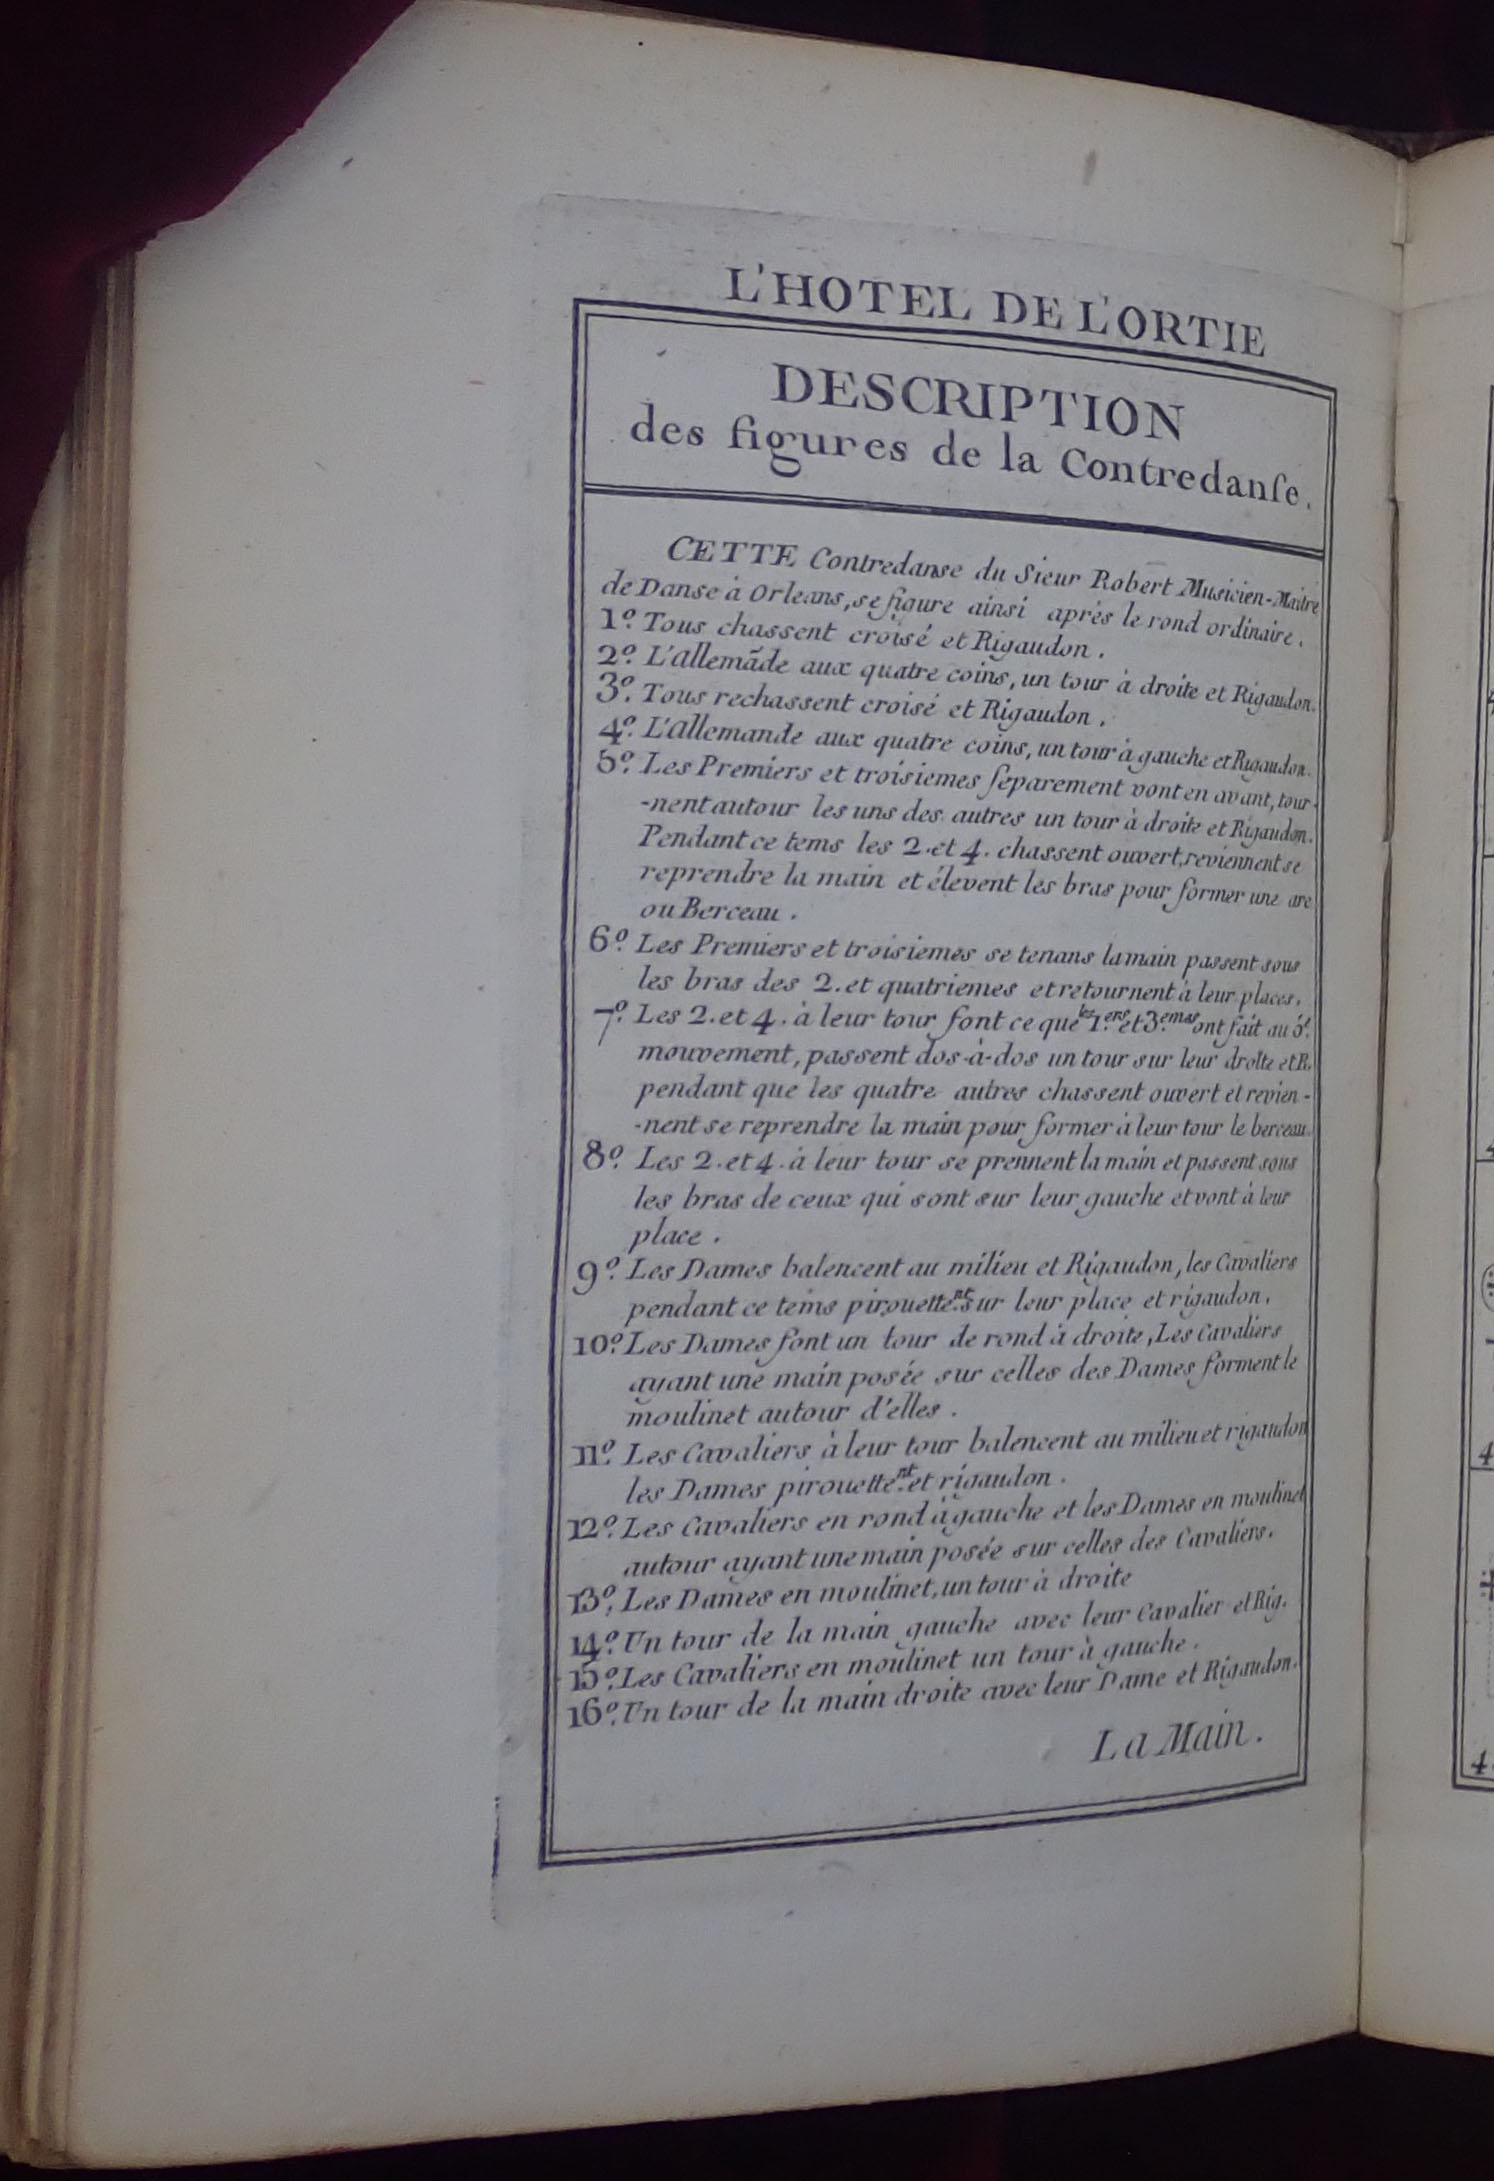 L'HOTEL DE L'ORTIE
DESCRIPTION
des figures de la Contredanſe.
CETTE Contredanse du Sieur Robert Musicien-Maitre
de Danse à Orleans, se figure ainsi après le rond ordinaire.
1º. Tous chassent croisé et Rigaudon.
2º. L'Allemãde aux quatre coins, un tour à droite et Rigaudon.
3º. Tous rechassent croisé et Rigaudon.
4º. L'Allemande aux quatre coins, un tour à gauche et Rigaudon.
5º. Les Premiers et troisiemes ſeparement vont en avant, tour-
-nent autour les uns des autres un tour à droite et Rigaudon.
Pendant ce tems les 2. et 4. chassent ouvert, reviennent se
reprendre la main et élevent les bras pour former une arc
ou Berceau.
6º. Les Premiers et troisiemes se tenans la main passent sous
les bras des 2. et quatriemes et retournent à leur places.
7º. Les 2. et 4. à leur tour font ce que les 1.ers et 3.emes ont fait au 5.e
mouvement, passent dos-à-dos un tour sur leur droite et R.
pendant que les quatre autres chassent ouvert et revien-
-nent se reprendre la main pour former à leur tour le berceau.
8º. Les 2. et 4. à leur tour se prennent la main et passent sous
les bras de ceux qui sont sur leur gauche et vont à leur
place.
9º. Les Dames balencent au milieu et Rigaudon, les Cavaliers
pendant ce tems pirouette.nt sur leur place et rigaudon.
10º. Les Dames font un tour de rond à droite, Les Cavaliers
ayant une main posée sur celles des Dames forment le
moulinet autour d'elles.
11º. Les Cavaliers à leur tour balencent au milieu et rigaudon
les Dames pirouette.nt et rigaudon.
12º. Les Cavaliers en rond à gauche et les Dames en moulinet
autour ayant une main posée sur celles des Cavaliers.
13º. Les Dames en moulinet, un tour à droite
14º. Un tour de la main gauche avec leur Cavalier et Rig.
15º. Les Cavaliers en moulinet un tour à gauche.
16º. Un tour de la main droite avec leur Dame et Rigaudon.
La Main.
4
4
4
4.